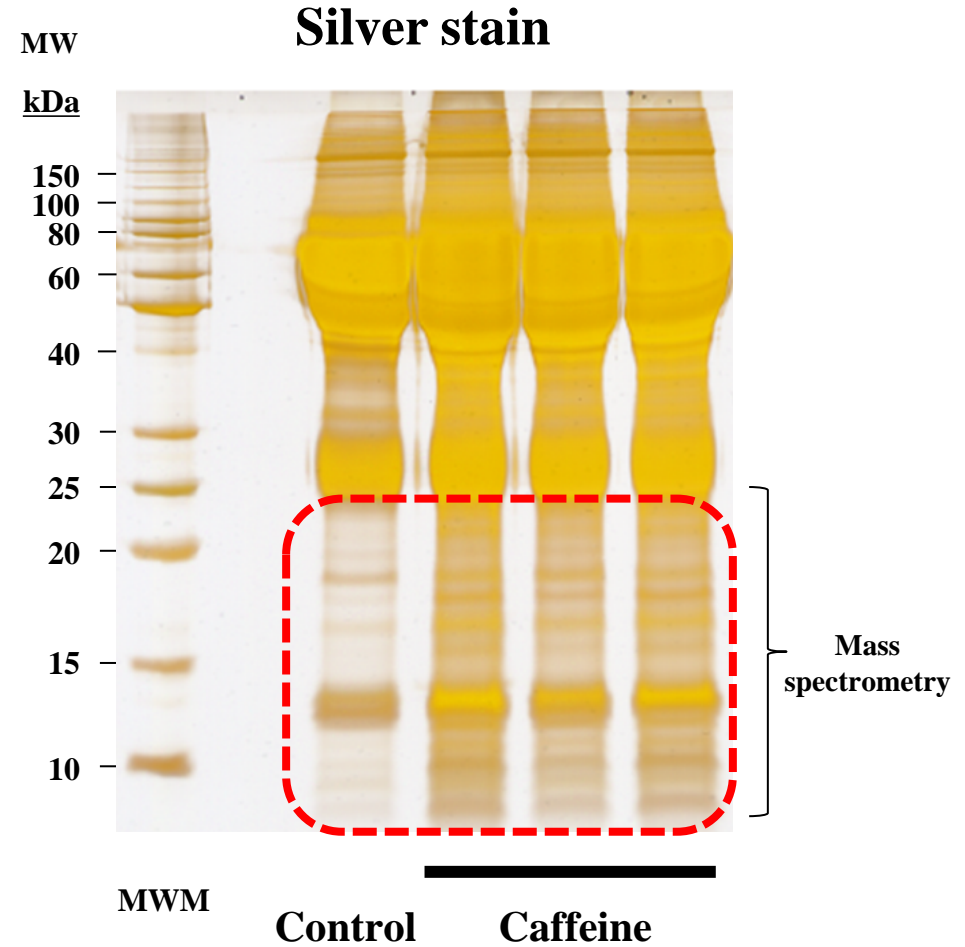 Silver stain
MW
kDa
150
100
80
60
40
30
25
20
15
10
Mass
spectrometry
MWM
Control
Caffeine